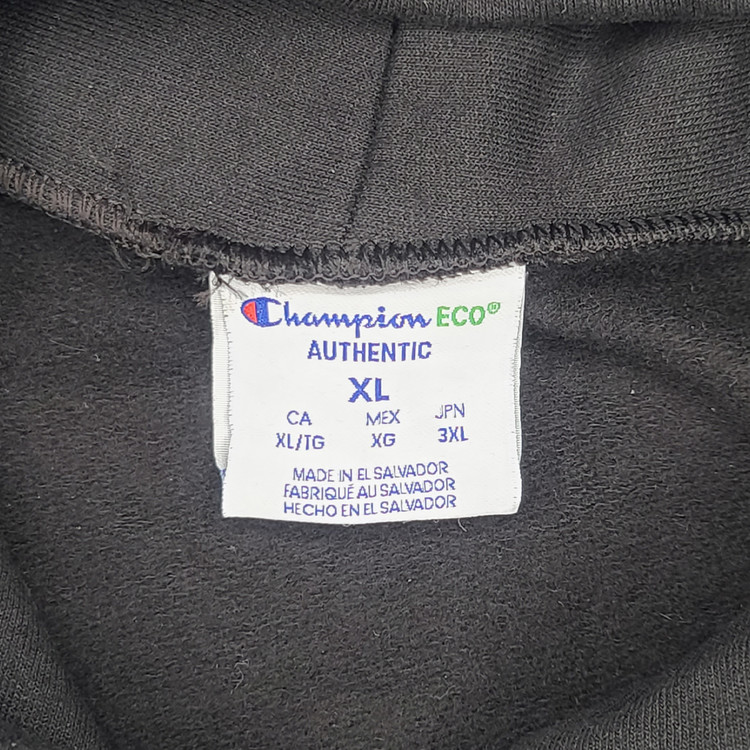 Champion ECO®
AUTHENTIC
XL
CA MEX JPN
XL/TG XG 3XL
MADE IN EL SALVADOR
FABRIQUÉ AU SALVADOR
HECHO EN EL SALVADOR